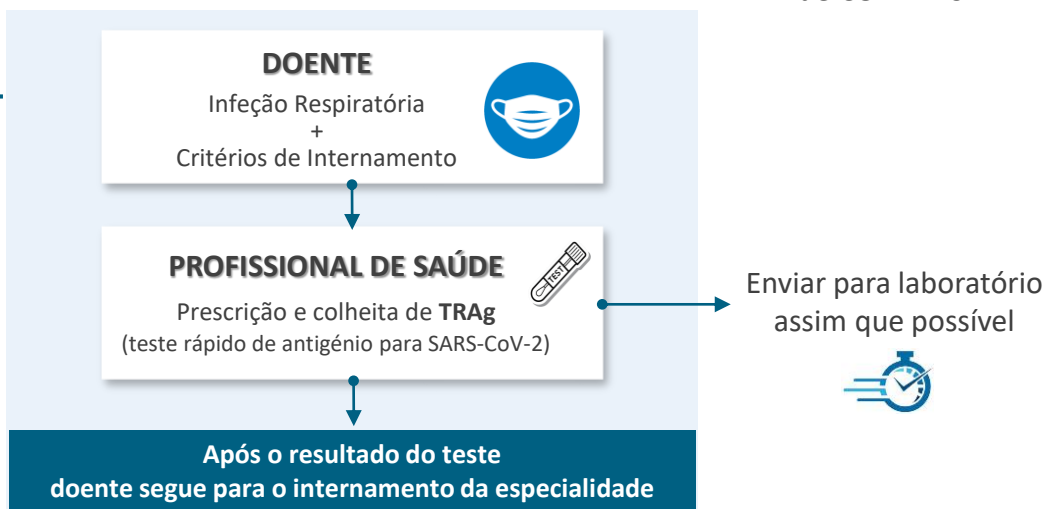 DOENTE
Infeção Respiratória
+
Critérios de Internamento
PROFISSIONAL DE SAÚDE
TEST
Prescrição e colheita de TRAg
(teste rápido de antigénio para SARS-CoV-2)
Enviar para laboratório
assim que possível
Após o resultado do teste
doente segue para o internamento da especialidade